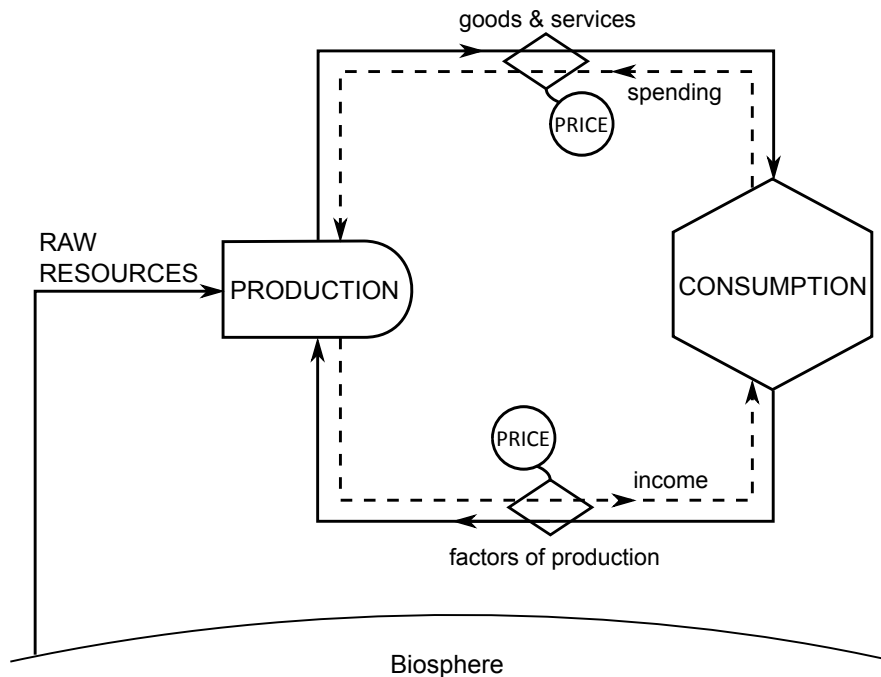 goods & services
spending
PRICE
RAW
RESOURCES
PRODUCTION
CONSUMPTION
PRICE
income
factors of production
Biosphere